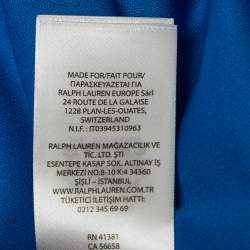 MADE FOR/FAIT POUR/
ΠΑΡΑΣΚΕΥΑΖΕΤΑΙ ΓΙΑ
RALPH LAUREN EUROPE Sàrl
24 ROUTE DE LA GALAISE
1228 PLAN-LES-OUATES,
SWITZERLAND
N.I.F. : IT03945310963
RALPH LAUREN MAĞAZACILIK VE
TİC. LTD. ŞTİ
ESENTEPE KASAP SOK. ALTINAY İŞ
MERKEZİ NO:8-10 K:4 34360
ŞİŞLİ - İSTANBUL
WWW.RALPHLAUREN.COM.TR
TÜKETİCİ İLETİŞİM HATTI:
0212 345 69 69
RN 41381
CA 56658